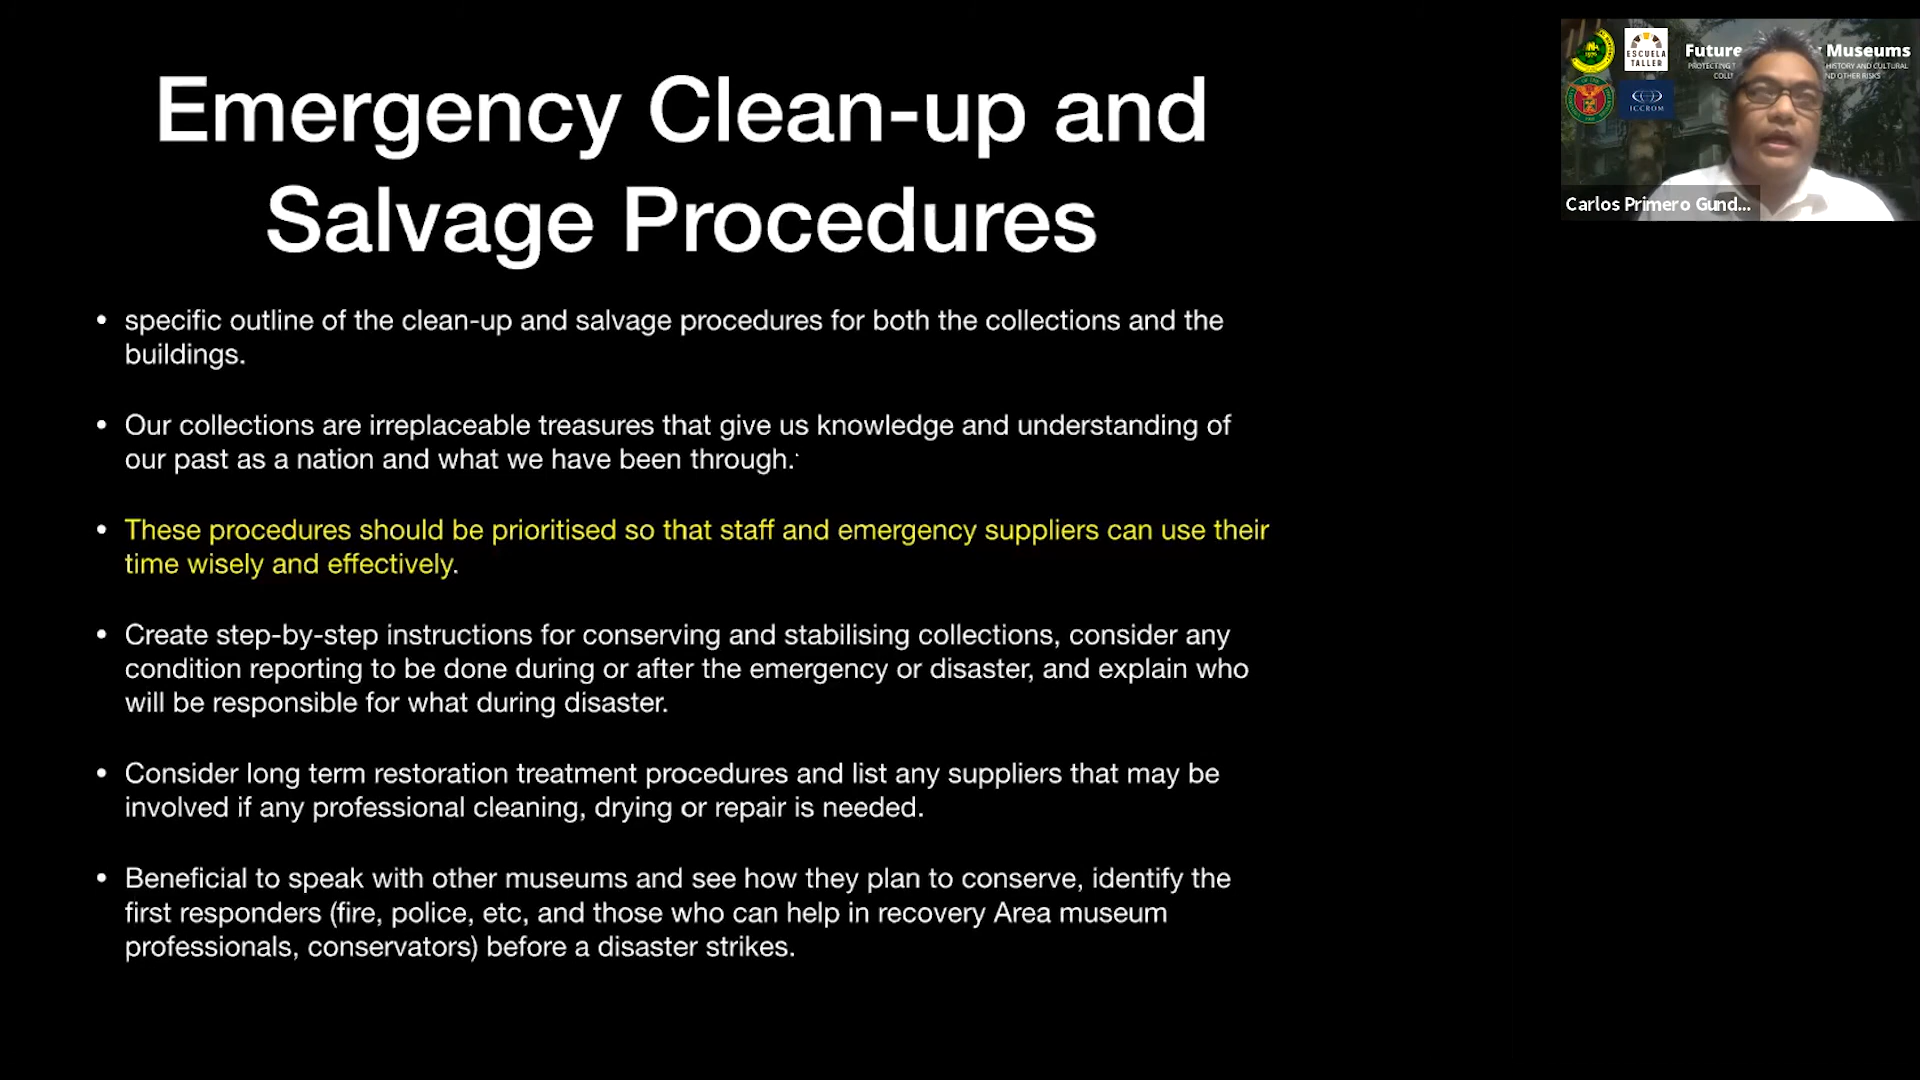 Emergency Clean-up and
Salvage Procedures
• specific outline of the clean-up and salvage procedures for both the collections and the
buildings.
• Our collections are irreplaceable treasures that give us knowledge and understanding of
our past as a nation and what we have been through.
• These procedures should be prioritised so that staff and emergency suppliers can use their
time wisely and effectively.
• Create step-by-step instructions for conserving and stabilising collections, consider any
condition reporting to be done during or after the emergency or disaster, and explain who
will be responsible for what during disaster.
• Consider long term restoration treatment procedures and list any suppliers that may be
involved if any professional cleaning, drying or repair is needed.
• Beneficial to speak with other museums and see how they plan to conserve, identify the
first responders (fire, police, etc, and those who can help in recovery Area museum
professionals, conservators) before a disaster strikes.
ESCUELA
TALLER
ICCROM
Future Museums
PROTECTING HISTORY AND CULTURAL
AND OTHER RISKS
Carlos Primero Gund...